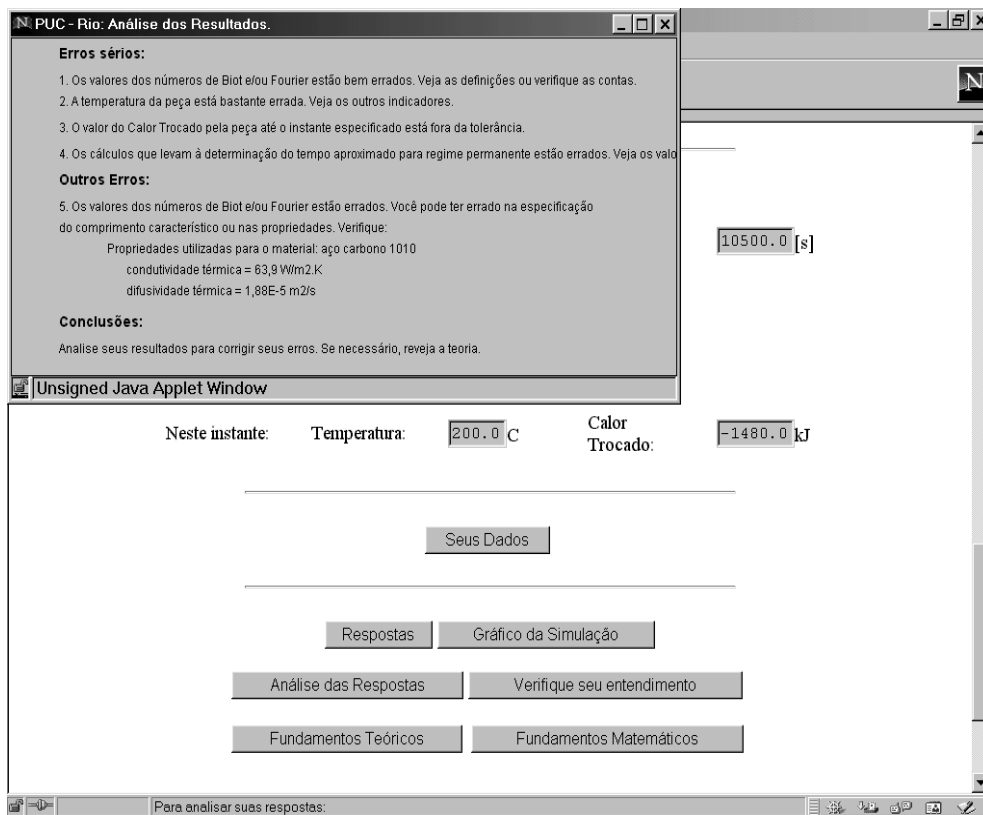 PUC - Rio: Análise dos Resultados.
Erros sérios:
1. Os valores dos números de Biot e/ou Fourier estão bem errados. Veja as definições ou verifique as contas.
2. A temperatura da peça está bastante errada. Veja os outros indicadores.
3. O valor do Calor Trocado pela peça até o instante especificado está fora da tolerância.
4. Os cálculos que levam à determinação do tempo aproximado para regime permanente estão errados. Veja os valo
Outros Erros:
5. Os valores dos números de Biot e/ou Fourier estão errados. Você pode ter errado na especificação
do comprimento característico ou nas propriedades. Verifique:
Propriedades utilizadas para o material: aço carbono 1010
condutividade térmica = 63,9 W/m2.K
difusividade térmica = 1,88E-5 m2/s
Conclusões:
Analise seus resultados para corrigir seus erros. Se necessário, reveja a teoria.
Unsigned Java Applet Window
N
10500.0 [s]
Neste instante: Temperatura: 200.0 C Calor Trocado: -1480.0 kJ
Seus Dados
Respostas Gráfico da Simulação
Análise das Respostas Verifique seu entendimento
Fundamentos Teóricos Fundamentos Matemáticos
Para analisar suas respostas: